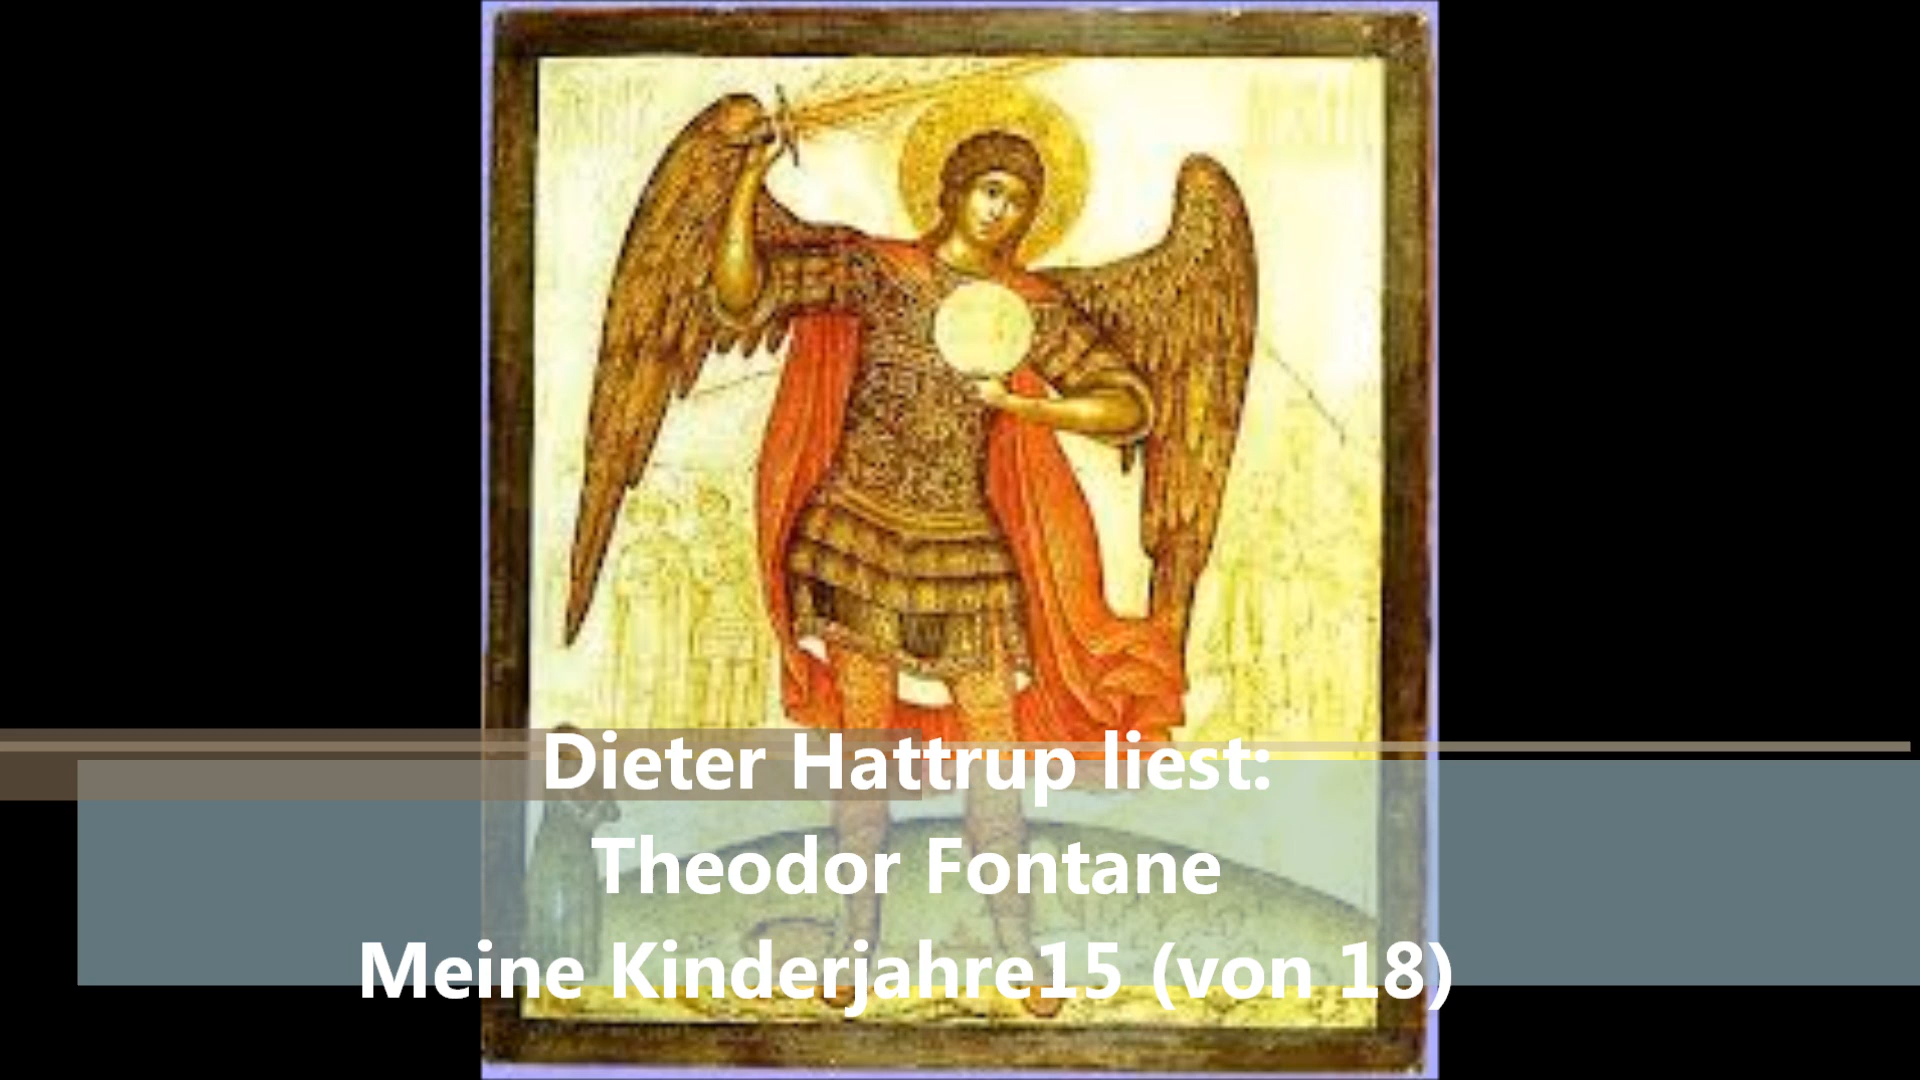 Dieter Hattrup liest:
Theodor Fontane
Meine Kinderjahre15 (von 18)